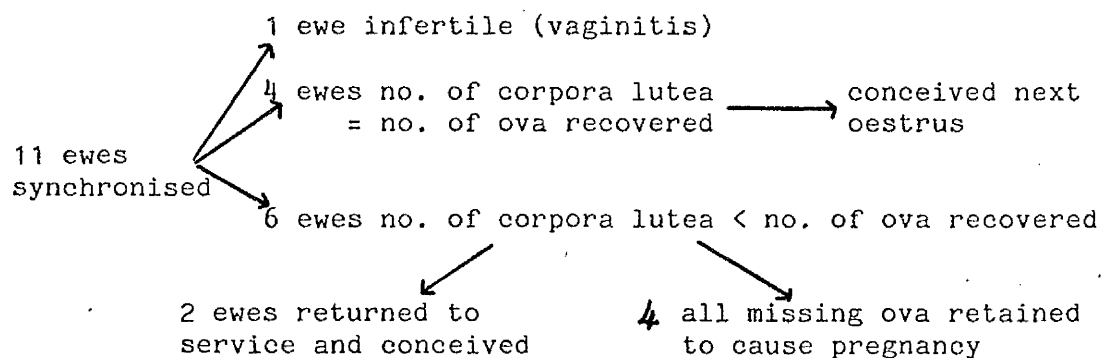 1 ewe infertile (vaginitis)
4 ewes no. of corpora lutea
= no. of ova recovered
conceived next
oestrus
11 ewes
synchronised
6 ewes no. of corpora lutea < no. of ova recovered
2 ewes returned to
service and conceived
4 all missing ova retained
to cause pregnancy